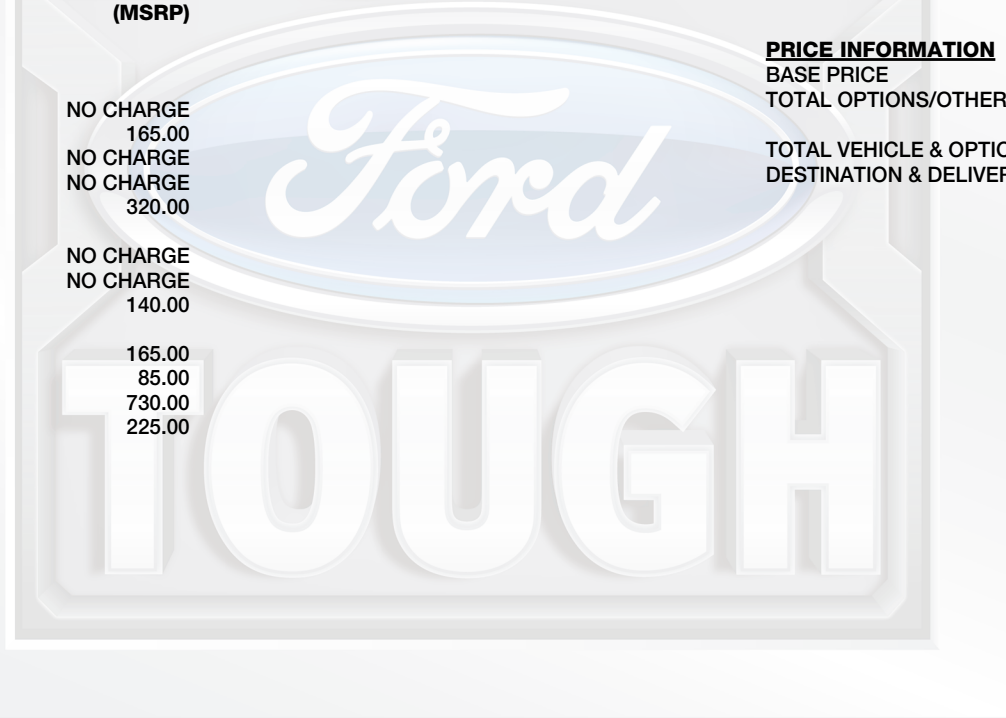 (MSRP)
NO CHARGE
165.00
NO CHARGE
NO CHARGE
320.00
NO CHARGE
NO CHARGE
140.00
165.00
85.00
730.00
225.00
PRICE INFORMATION
BASE PRICE
TOTAL OPTIONS/OTHER
TOTAL VEHICLE & OPTIO
DESTINATION & DELIVER
Ford
TOUGH